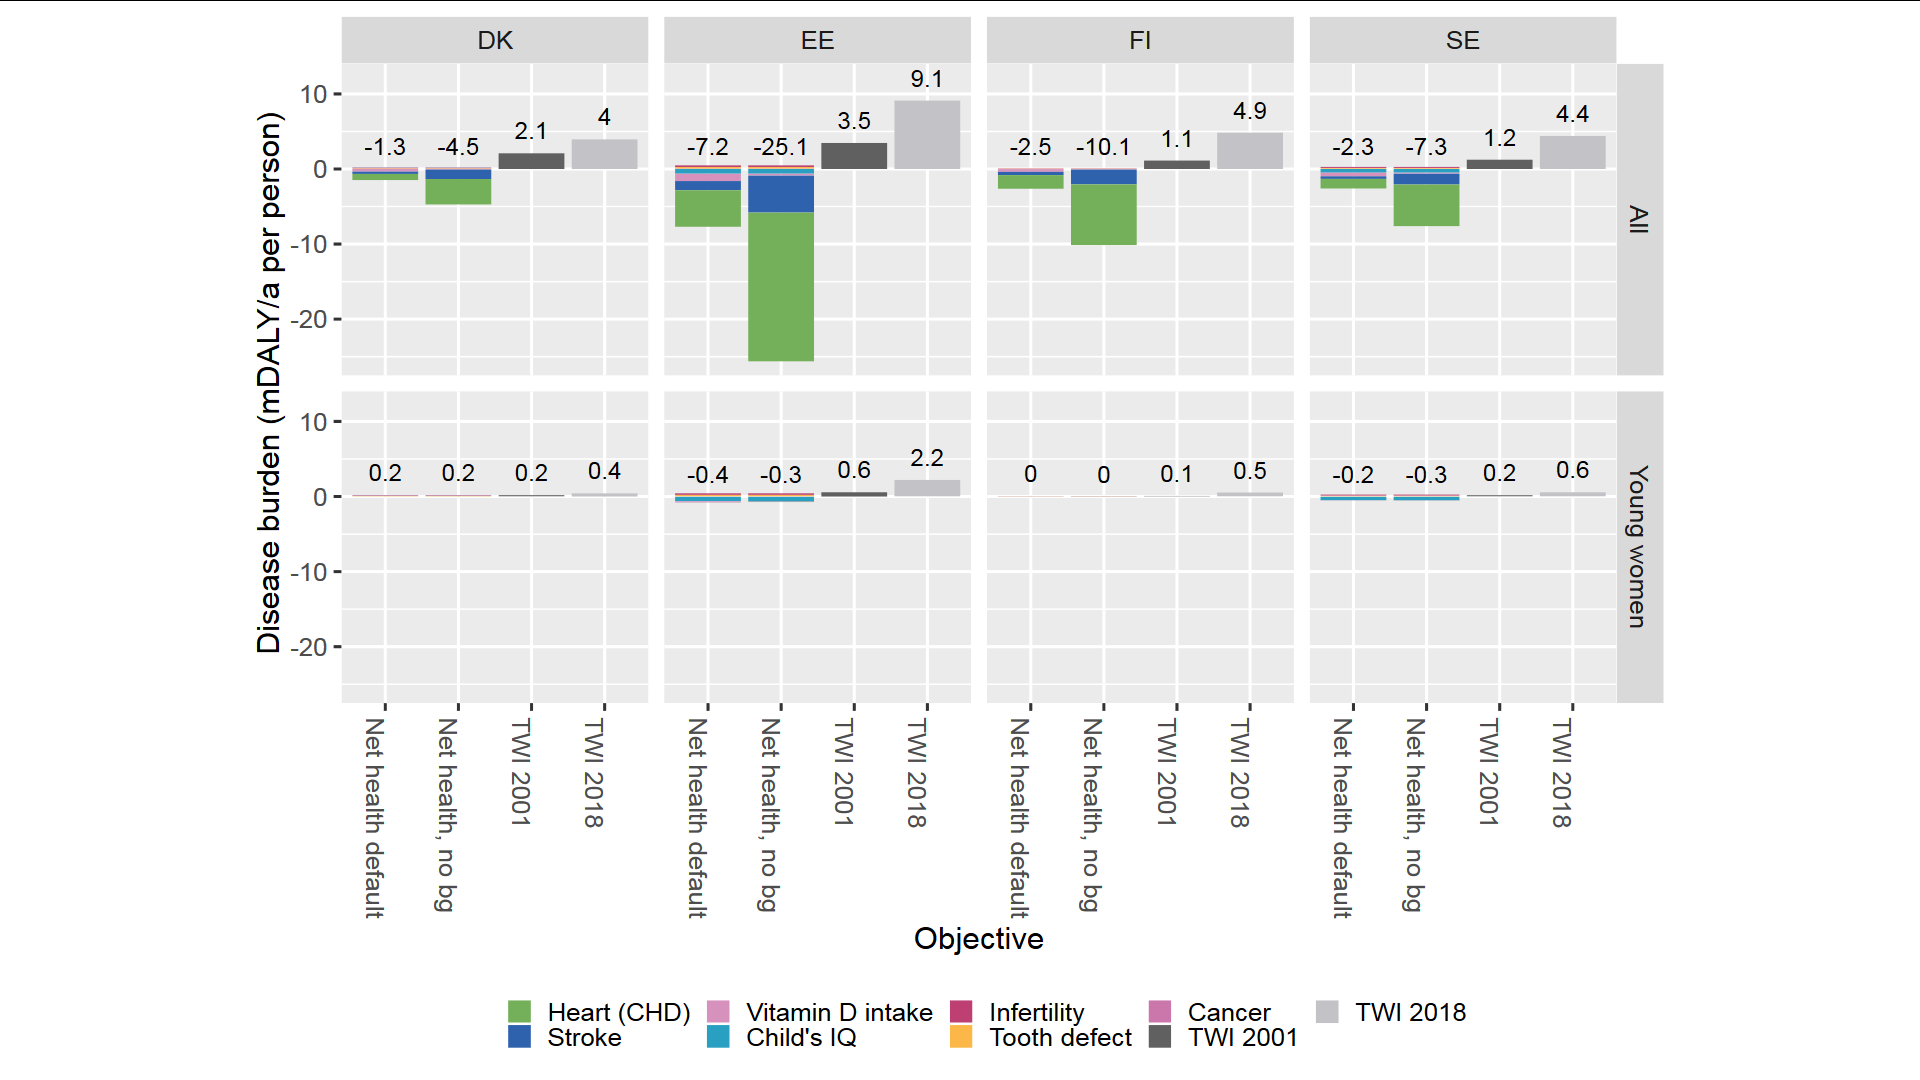 DK
EE
FI
SE
Disease burden (mDALY/a per person)
10
0
-10
-20
-1.3
-4.5
2.1
4
-7.2
-25.1
3.5
9.1
-2.5
-10.1
1.1
4.9
-2.3
-7.3
1.2
4.4
All
10
0
-10
-20
0.2
0.2
0.2
0.4
-0.4
-0.3
0.6
2.2
0
0
0.1
0.5
-0.2
-0.3
0.2
0.6
Young women
Net health default
Net health, no bg
TWI 2001
TWI 2018
Net health default
Net health, no bg
TWI 2001
TWI 2018
Net health default
Net health, no bg
TWI 2001
TWI 2018
Net health default
Net health, no bg
TWI 2001
TWI 2018
Objective
Heart (CHD)
Vitamin D intake
Infertility
Cancer
TWI 2018
Stroke
Child's IQ
Tooth defect
TWI 2001